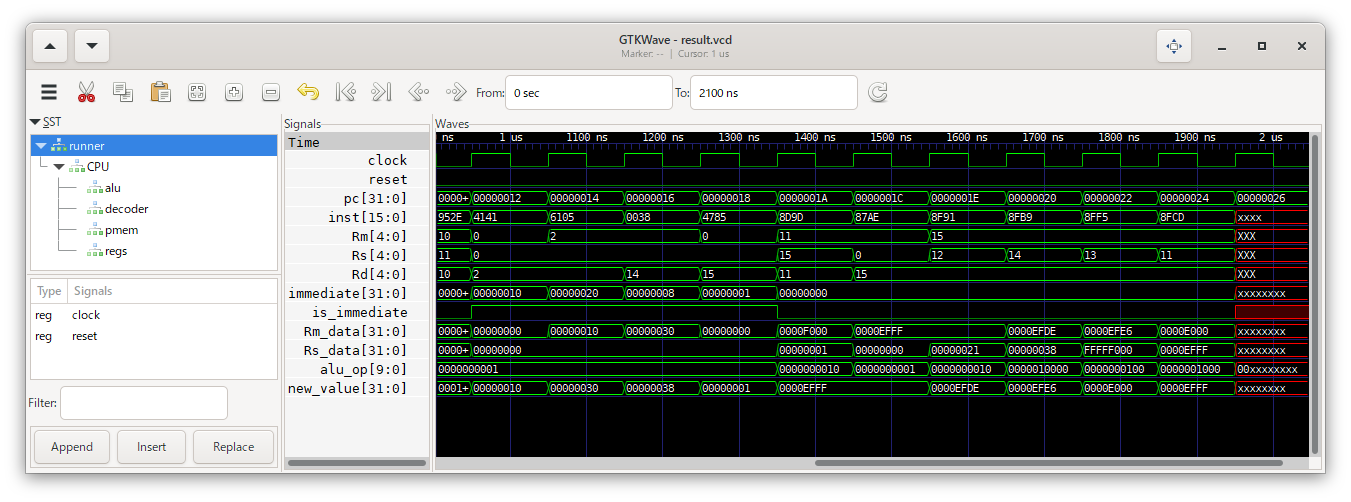 GTKWave - result.vcd
Marker: -- | Cursor: 1 us
From: 0 sec To: 2100 ns
SST
runner
CPU
alu
decoder
pmem
regs
Type Signals
reg clock
reg reset
Filter:
Append Insert Replace
Signals
Time
clock
reset
pc[31:0]
inst[15:0]
Rm[4:0]
Rs[4:0]
Rd[4:0]
immediate[31:0]
is_immediate
Rm_data[31:0]
Rs_data[31:0]
alu_op[9:0]
new_value[31:0]
Waves
ns 1 us 1100 ns 1200 ns 1300 ns 1400 ns 1500 ns 1600 ns 1700 ns 1800 ns 1900 ns 2 us
0000+ 00000012 00000014 00000016 00000018 0000001A 0000001C 0000001E 00000020 00000022 00000024 00000026
952E 4141 6105 0038 4785 8D9D 87AE 8F91 8FB9 8FF5 8FCD xxxx
10 0 2 0 11 15 XXX
11 0 15 0 12 14 13 11 XXX
10 2 14 15 11 15 XXX
0000+ 00000010 00000020 00000008 00000001 00000000 xxxxxxxx
0000+ 00000000 00000010 00000030 00000000 0000F000 0000EFFF 0000EFDE 0000EFE6 0000E000 xxxxxxxx
0000+ 00000000 00000001 00000000 00000021 00000038 FFFFF000 0000EFFF xxxxxxxx
0000000001 0000000010 0000000001 0000000010 0000010000 0000000100 0000001000 00xxxxxxxx
0001+ 00000010 00000030 00000038 00000001 0000EFFF 0000EFDE 0000EFE6 0000E000 0000EFFF xxxxxxxx